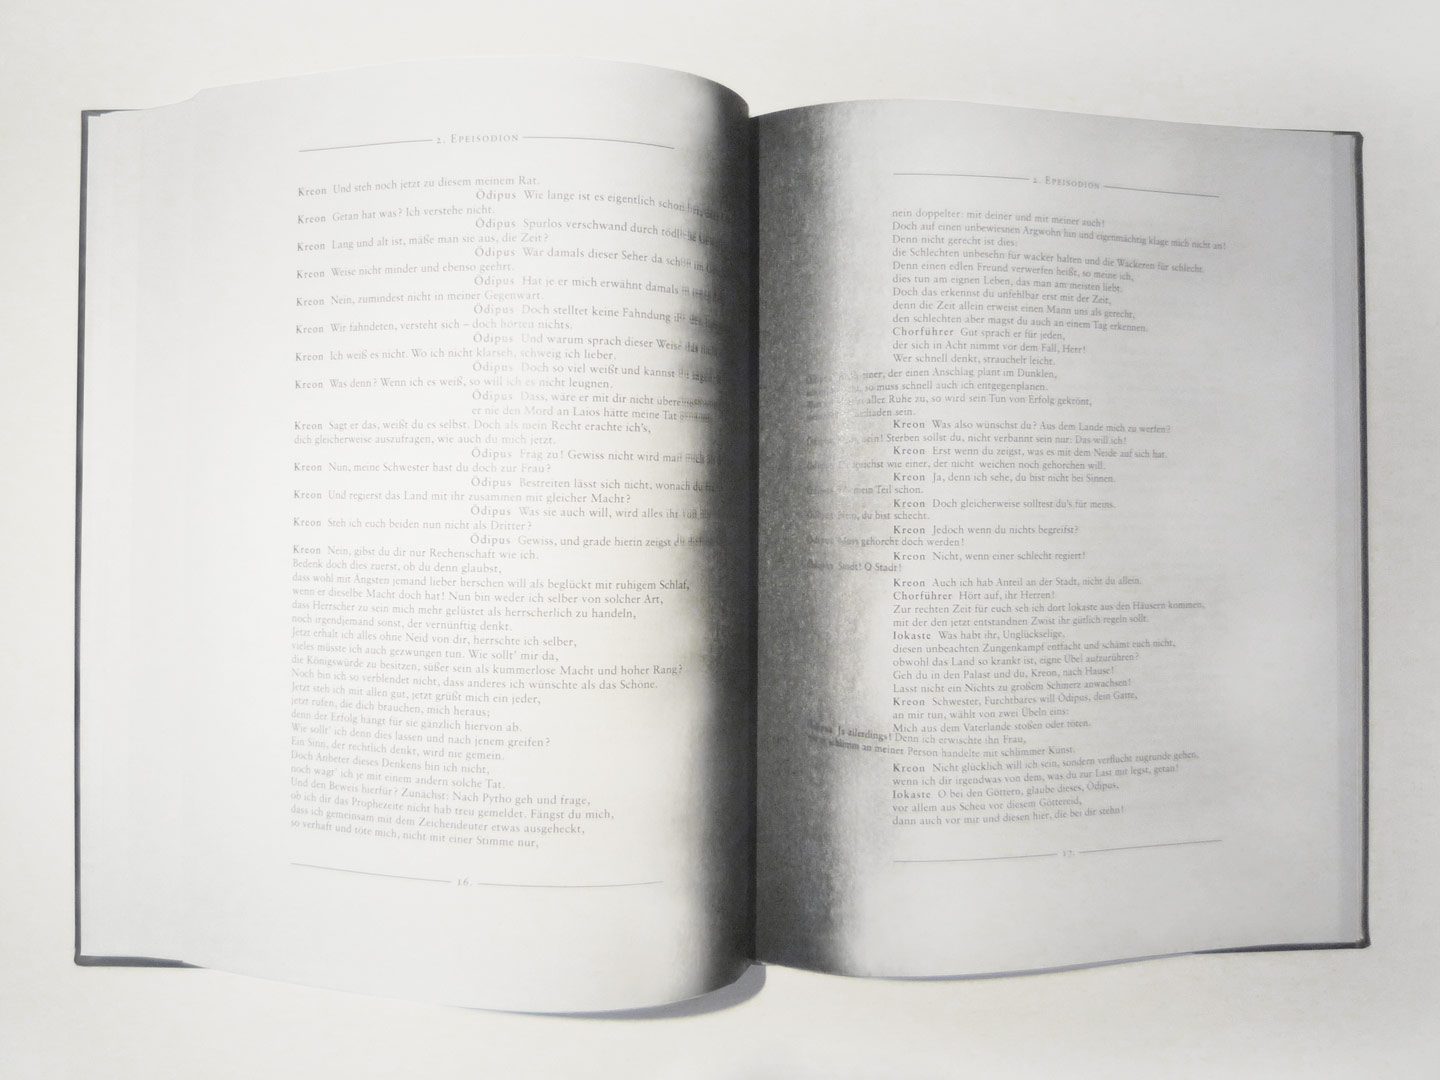 2. Epeisodion
Kreon Und steh noch jetzt zu diesem meinem Rat.
Ödipus Wie lange ist es eigentlich schon
Kreon Getan hat was? Ich verstehe nicht.
Ödipus Spurlos verschwand durch
Kreon Lang und alt ist, mäße man sie aus, die Zeit?
Ödipus War damals dieser Seher da schon im
Kreon Weise nicht minder und ebenso geehrt.
Ödipus Hat je er mich erwähnt damals
Kreon Nein, zumindest nicht in meiner Gegenwart.
Ödipus Doch stelltet keine Fahndung
Kreon Wir fahndeten, versteht sich – doch hörten nichts.
Ödipus Und warum sprach dieser Weise
Kreon Ich weiß es nicht. Wo ich nicht klarseh, schweig ich lieber.
Ödipus Doch so viel weißt und kannst
Kreon Was denn? Wenn ich es weiß, so will ich es nicht leugnen.
Ödipus Dass, wäre er mit dir nicht
er nie den Mord an Laios hätte meine Tat
Kreon Sagt er das, weißt du es selbst. Doch als mein Recht erachte ich's,
dich gleicherweise auszufragen, wie auch du mich jetzt.
Ödipus Frag zu! Gewiss nicht wird man
Kreon Nun, meine Schwester hast du doch zur Frau?
Ödipus Bestreiten lässt sich nicht, wonach
Kreon Und regierst das Land mit ihr zusammen mit gleicher Macht?
Ödipus Was sie auch will, wird alles ihr
Kreon Steh ich euch beiden nun nicht als Dritter?
Ödipus Gewiss, und grade hierin zeigst
Kreon Nein, gibst du dir nur Rechenschaft wie ich.
Bedenk doch dies zuerst, ob du denn glaubst,
dass wohl mit Ängsten jemand lieber herschen will als beglückt mit ruhigem Schlaf,
wenn er dieselbe Macht doch hat! Nun bin weder ich selber von solcher Art,
dass Herrscher zu sein mich mehr gelüstet als herrscherlich zu handeln,
noch irgendjemand sonst, der vernünftig denkt.
Jetzt erhalt ich alles ohne Neid von dir, herrschte ich selber,
vieles müsste ich auch gezwungen tun. Wie sollt' mir da,
die Königswürde zu besitzen, süßer sein als kummerlose Macht und hoher Rang?
Noch bin ich so verblendet nicht, dass anderes ich wünschte als das Schöne.
Jetzt steh ich mit allen gut, jetzt grüßt mich ein jeder,
jetzt rufen, die dich brauchen, mich heraus;
denn der Erfolg hängt für sie gänzlich hiervon ab.
Wie sollt' ich denn dies lassen und nach jenem greifen?
Ein Sinn, der rechtlich denkt, wird nie gemein.
Doch Anbeter dieses Denkens bin ich nicht,
noch wagt' ich je mit einem andern solche Tat.
Und den Beweis hierfür? Zunächst: Nach Pytho geh und frage,
ob ich dir das Prophezeite nicht hab treu gemeldet. Fängst du mich,
dass ich gemeinsam mit dem Zeichendeuter etwas ausgeheckt,
so verhaft und töte mich, nicht mit einer Stimme nur,
16.
2. Epeisodion
nein doppelter: mit deiner und mit meiner auch!
Doch auf einen unbewiesnen Argwohn hin und eigenmächtig klage mich nicht an!
Denn nicht gerecht ist dies:
die Schlechten unbesehn für wacker halten und die Wackeren für schlecht.
Denn einen edlen Freund verwerfen heißt, so meine ich,
dies tun am eignen Leben, das man am meisten liebt.
Doch das erkennst du unfehlbar erst mit der Zeit,
denn die Zeit allein erweist einen Mann uns als gerecht,
den schlechten aber magst du auch an einem Tag erkennen.
Chorführer Gut sprach er für jeden,
der sich in Acht nimmt vor dem Fall, Herr!
Wer schnell denkt, strauchelt leicht.
einer, der einen Anschlag plant im Dunklen,
so muss schnell auch ich entgegenplanen.
aller Ruhe zu, so wird sein Tun von Erfolg gekrönt,
Schaden sein.
Kreon Was also wünschst du? Aus dem Lande mich zu werfen?
nein! Sterben sollst du, nicht verbannt sein nur: Das will ich!
Kreon Erst wenn du zeigst, was es mit dem Neide auf sich hat.
sprichst wie einer, der nicht weichen noch gehorchen will.
Kreon Ja, denn ich sehe, du bist nicht bei Sinnen.
mein Teil schon.
Kreon Doch gleicherweise solltest du's für meins.
Ödipus Nein, du bist schecht.
Kreon Jedoch wenn du nichts begreifst?
Ödipus Muss gehorcht doch werden!
Kreon Nicht, wenn einer schlecht regiert!
Ödipus Stadt! O Stadt!
Kreon Auch ich hab Anteil an der Stadt, nicht du allein.
Chorführer Hört auf, ihr Herren!
Zur rechten Zeit für euch seh ich dort Iokaste aus den Häusern kommen,
mit der den jetzt entstandnen Zwist ihr gütlich regeln sollt.
Iokaste Was habt ihr, Unglückselige,
diesen unbeachten Zungenkampf entfacht und schämt euch nicht,
obwohl das Land so krankt ist, eigne Übel aufzurühren?
Geh du in den Palast und du, Kreon, nach Hause!
Lasst nicht ein Nichts zu großem Schmerz anwachsen!
Kreon Schwester, Furchtbares will Ödipus, dein Gatte,
an mir tun, wählt von zwei Übeln eins:
Mich aus dem Vaterlande stoßen oder töten.
Ja allerdings! Denn ich erwischte ihn Frau,
schlimm an meiner Person handelte mit schlimmer Kunst.
Kreon Nicht glücklich will ich sein, sondern verflucht zugrunde gehen,
wenn ich dir irgendwas von dem, was du zur Last mir legst, getan!
Iokaste O bei den Göttern, glaube dieses, Ödipus,
vor allem aus Scheu vor diesem Göttereid,
dann auch vor mir und diesen hier, die bei dir stehn!
17.